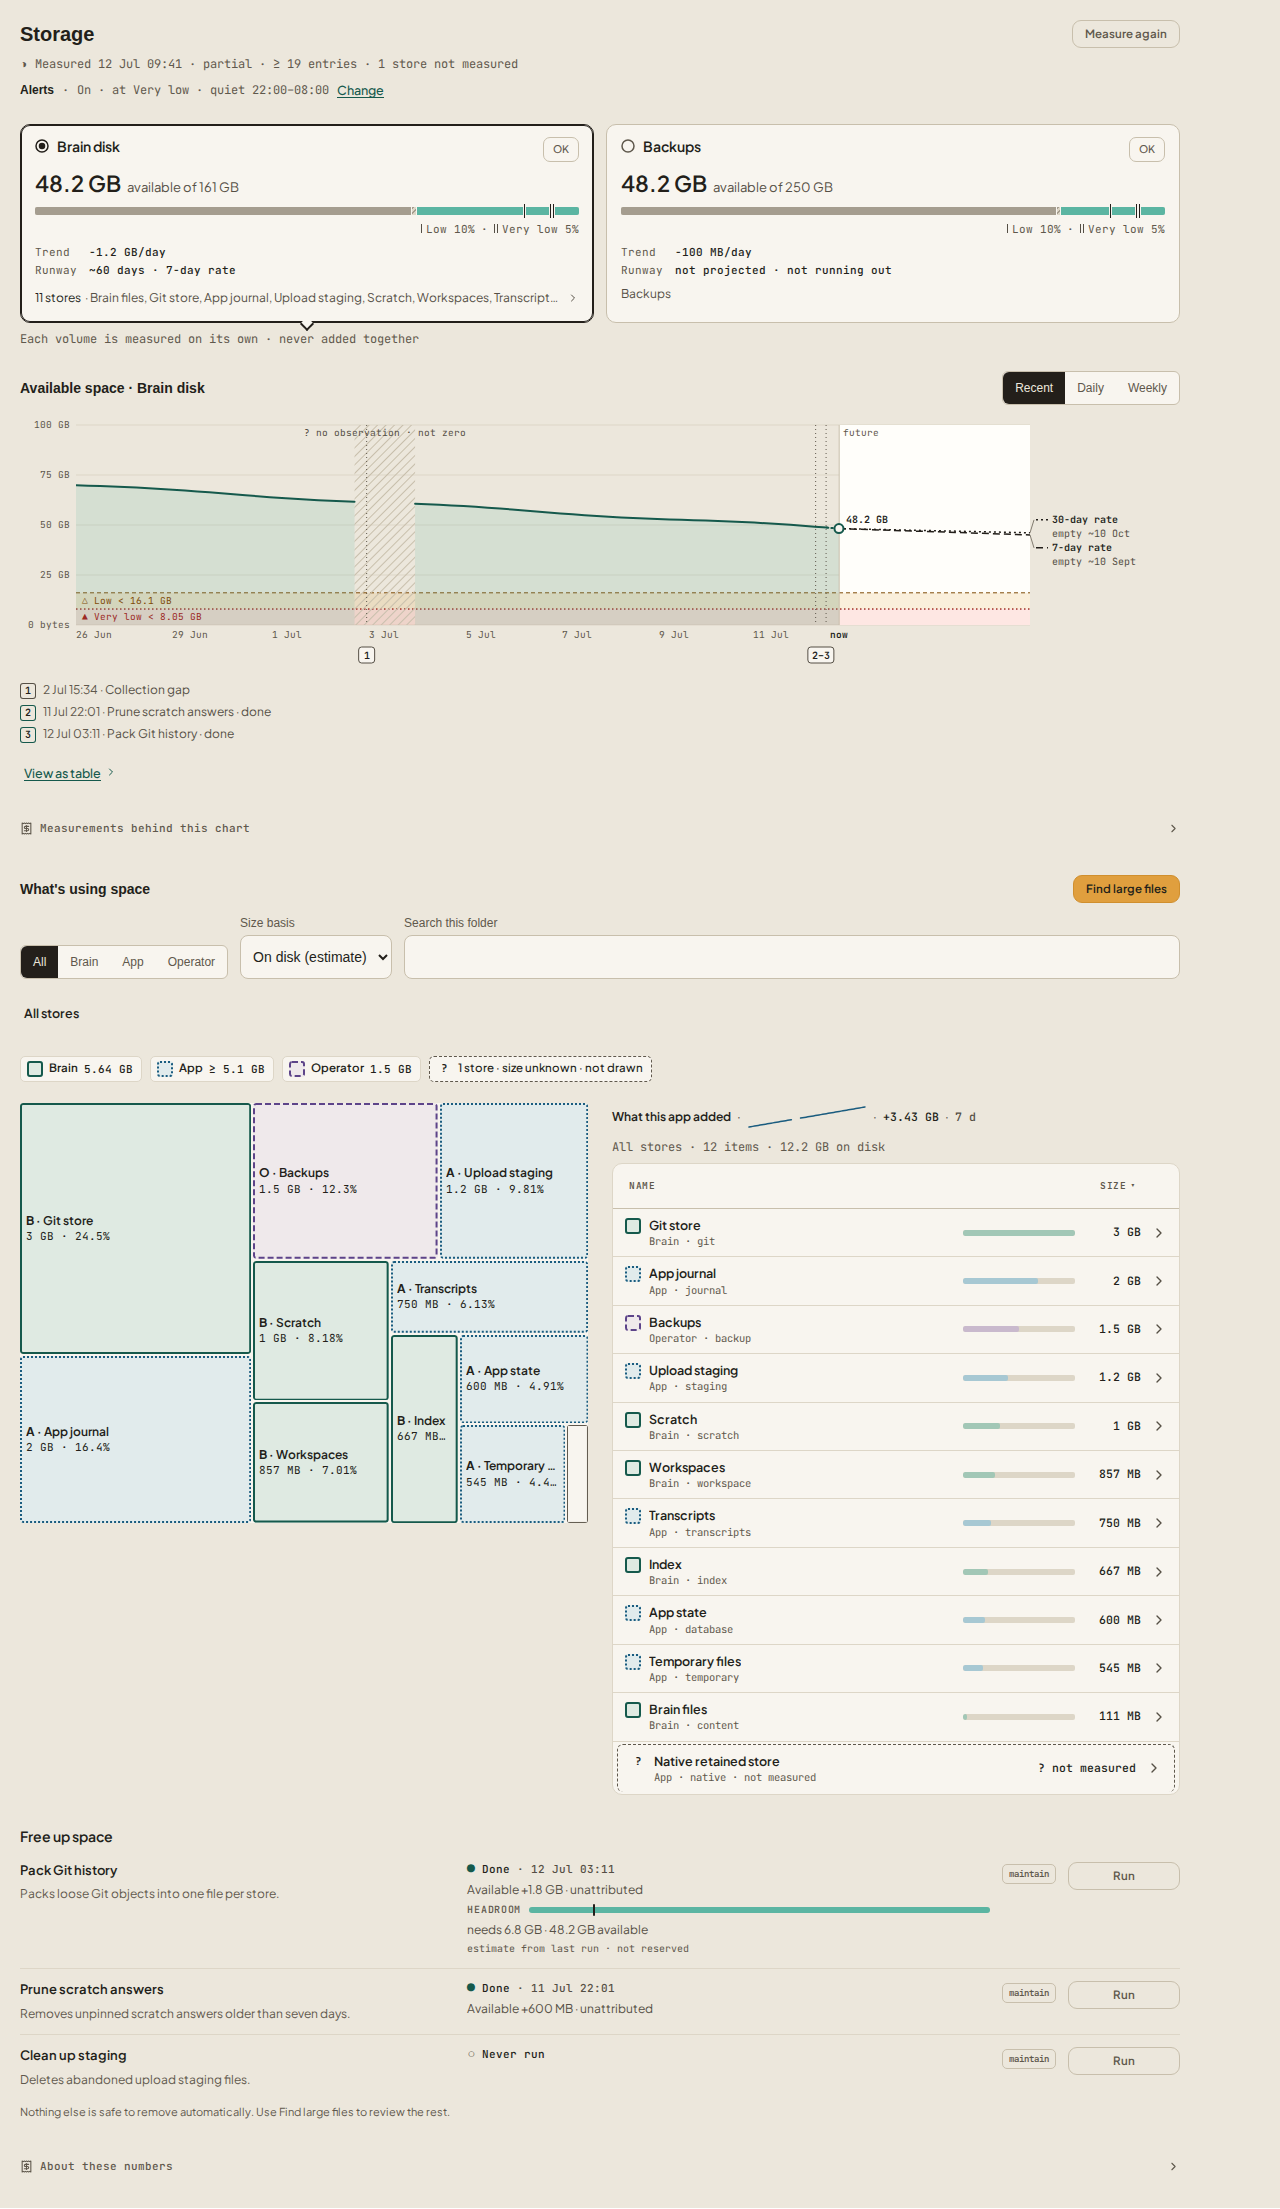 Storage
Measure again
Measured 12 Jul 09:41 · partial · ≥ 19 entries · 1 store not measured
Alerts · On · at Very low · quiet 22:00–08:00 Change
Brain disk
OK
48.2 GB available of 161 GB
Low 10% · Very low 5%
Trend -1.2 GB/day
Runway ~60 days · 7-day rate
11 stores · Brain files, Git store, App journal, Upload staging, Scratch, Workspaces, Transcript…
Backups
OK
48.2 GB available of 250 GB
Low 10% · Very low 5%
Trend -100 MB/day
Runway not projected · not running out
Backups
Each volume is measured on its own · never added together
Available space · Brain disk
Recent Daily Weekly
100 GB
? no observation · not zero
future
75 GB
50 GB
48.2 GB
30-day rate
empty ~10 Oct
7-day rate
empty ~10 Sept
25 GB
△ Low < 16.1 GB
▲ Very low < 8.05 GB
0 bytes
26 Jun 29 Jun 1 Jul 3 Jul 5 Jul 7 Jul 9 Jul 11 Jul now
1 2–3
1 2 Jul 15:34 · Collection gap
2 11 Jul 22:01 · Prune scratch answers · done
3 12 Jul 03:11 · Pack Git history · done
View as table
Measurements behind this chart
What's using space
Find large files
Size basis
Search this folder
All Brain App Operator
On disk (estimate)
All stores
Brain 5.64 GB
App ≥ 5.1 GB
Operator 1.5 GB
? 1 store · size unknown · not drawn
B · Git store
3 GB · 24.5%
O · Backups
1.5 GB · 12.3%
A · Upload staging
1.2 GB · 9.81%
B · Scratch
1 GB · 8.18%
A · Transcripts
750 MB · 6.13%
A · App state
600 MB · 4.91%
A · App journal
2 GB · 16.4%
B · Workspaces
857 MB · 7.01%
B · Index
667 MB…
A · Temporary …
545 MB · 4.4…
What this app added · · +3.43 GB · 7 d
All stores · 12 items · 12.2 GB on disk
NAME SIZE ▾
Git store
Brain · git
3 GB
App journal
App · journal
2 GB
Backups
Operator · backup
1.5 GB
Upload staging
App · staging
1.2 GB
Scratch
Brain · scratch
1 GB
Workspaces
Brain · workspace
857 MB
Transcripts
App · transcripts
750 MB
Index
Brain · index
667 MB
App state
App · database
600 MB
Temporary files
App · temporary
545 MB
Brain files
Brain · content
111 MB
? Native retained store
App · native · not measured
? not measured
Free up space
Pack Git history
Packs loose Git objects into one file per store.
Done · 12 Jul 03:11
Available +1.8 GB · unattributed
HEADROOM
needs 6.8 GB · 48.2 GB available
estimate from last run · not reserved
maintain
Run
Prune scratch answers
Removes unpinned scratch answers older than seven days.
Done · 11 Jul 22:01
Available +600 MB · unattributed
maintain
Run
Clean up staging
Deletes abandoned upload staging files.
Never run
maintain
Run
Nothing else is safe to remove automatically. Use Find large files to review the rest.
About these numbers